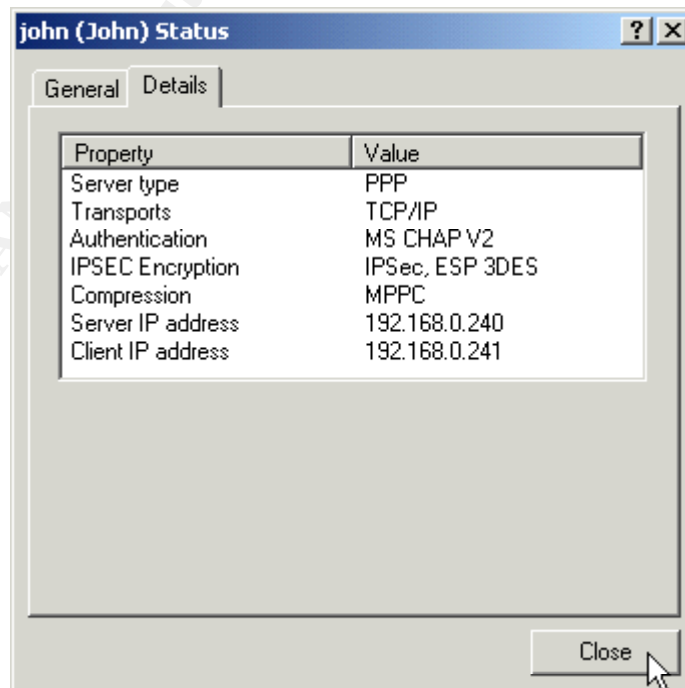 john (John) Status
General Details
Property Value
Server type PPP
Transports TCP/IP
Authentication MS CHAP V2
IPSEC Encryption IPSec, ESP 3DES
Compression MPPC
Server IP address 192.168.0.240
Client IP address 192.168.0.241
Close